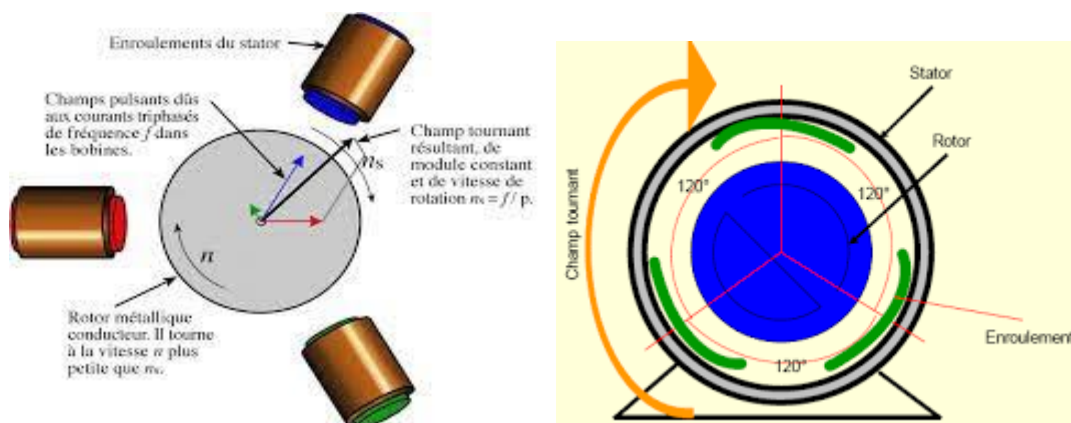 Enroulements du stator
Champs pulsants dûs
aux courants triphasés
de fréquence f dans
les bobines.
Champ tournant
résultant, de
module constant
et de vitesse de
rotation ns = f / p.
ns
n
Rotor métallique
conducteur. Il tourne
à la vitesse n plus
petite que ns.
Champ tournant
Stator
Rotor
120°
120°
120°
Enroulement